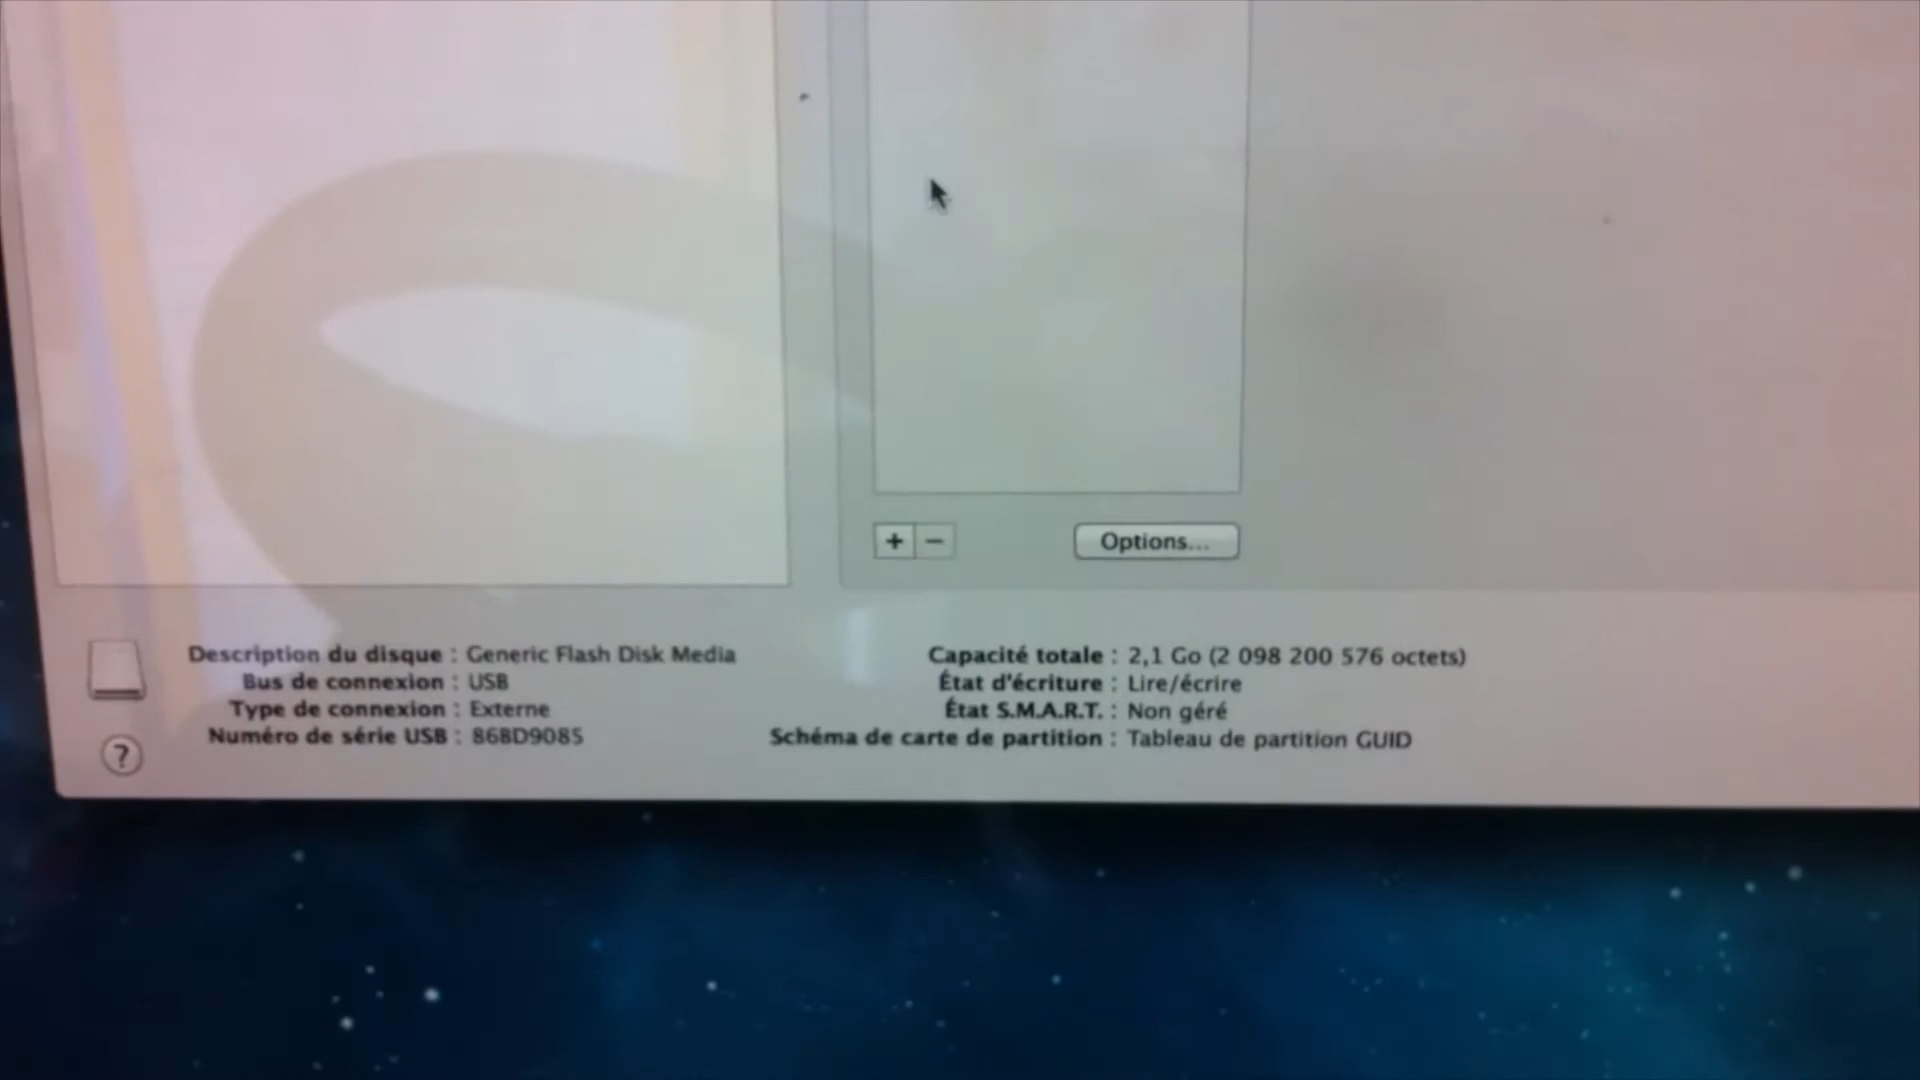 + −
Options...
Description du disque : Generic Flash Disk Media
Bus de connexion : USB
Type de connexion : Externe
Numéro de série USB : 86BD9085
Capacité totale : 2,1 Go (2 098 200 576 octets)
État d'écriture : Lire/écrire
État S.M.A.R.T. : Non géré
Schéma de carte de partition : Tableau de partition GUID
?